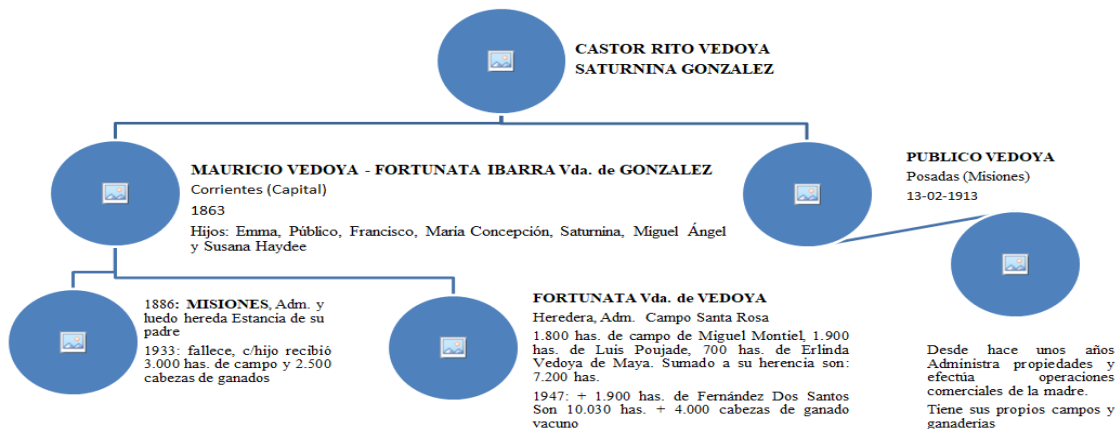 CASTOR RITO VEDOYA
SATURNINA GONZALEZ
MAURICIO VEDOYA - FORTUNATA IBARRA Vda. de GONZALEZ
Corrientes (Capital)
1863
Hijos: Emma, Público, Francisco, María Concepción, Saturnina, Miguel Ángel
y Susana Haydee
PUBLICO VEDOYA
Posadas (Misiones)
13-02-1913
1886: MISIONES, Adm. y
luedo hereda Estancia de su
padre
1933: fallece, c/hijo recibió
3.000 has. de campo y 2.500
cabezas de ganados
FORTUNATA Vda. de VEDOYA
Heredera, Adm. Campo Santa Rosa
1.800 has. de campo de Miguel Montiel, 1.900
has. de Luis Poujade, 700 has. de Erlinda
Vedoya de Maya. Sumado a su herencia son:
7.200 has.
1947: + 1.900 has. de Fernández Dos Santos
Son 10.030 has. + 4.000 cabezas de ganado
vacuno
Desde hace unos años
Administra propiedades y
efectúa operaciones
comerciales de la madre.
Tiene sus propios campos y
ganaderías